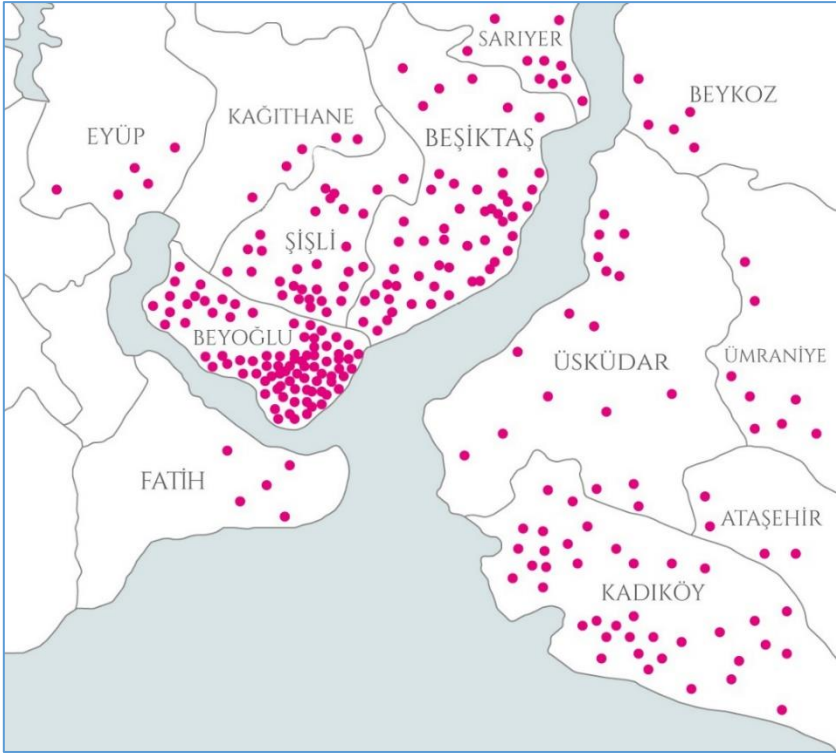 SARIYER
BEYKOZ
KAĞITHANE
EYÜP
BEŞİKTAŞ
ŞİŞLİ
BEYOĞLU
ÜSKÜDAR
ÜMRANİYE
FATİH
ATAŞEHİR
KADIKÖY